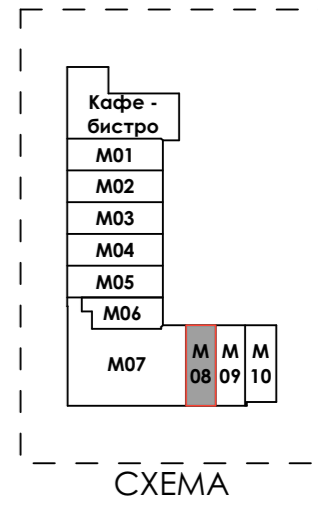 Кафе -
бистро
М01
М02
М03
М04
М05
М06
М07
М
08
М
09
М
10
СХЕМА